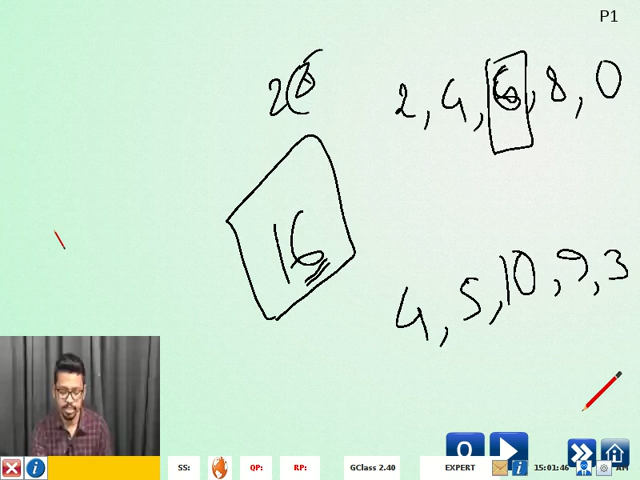 P1
2, 4, 6, 8, 0
16
4, 5, 10, 9, 3
Q
SS:
QP:
RP:
GClass 2.40
EXPERT
15:01:46
AM